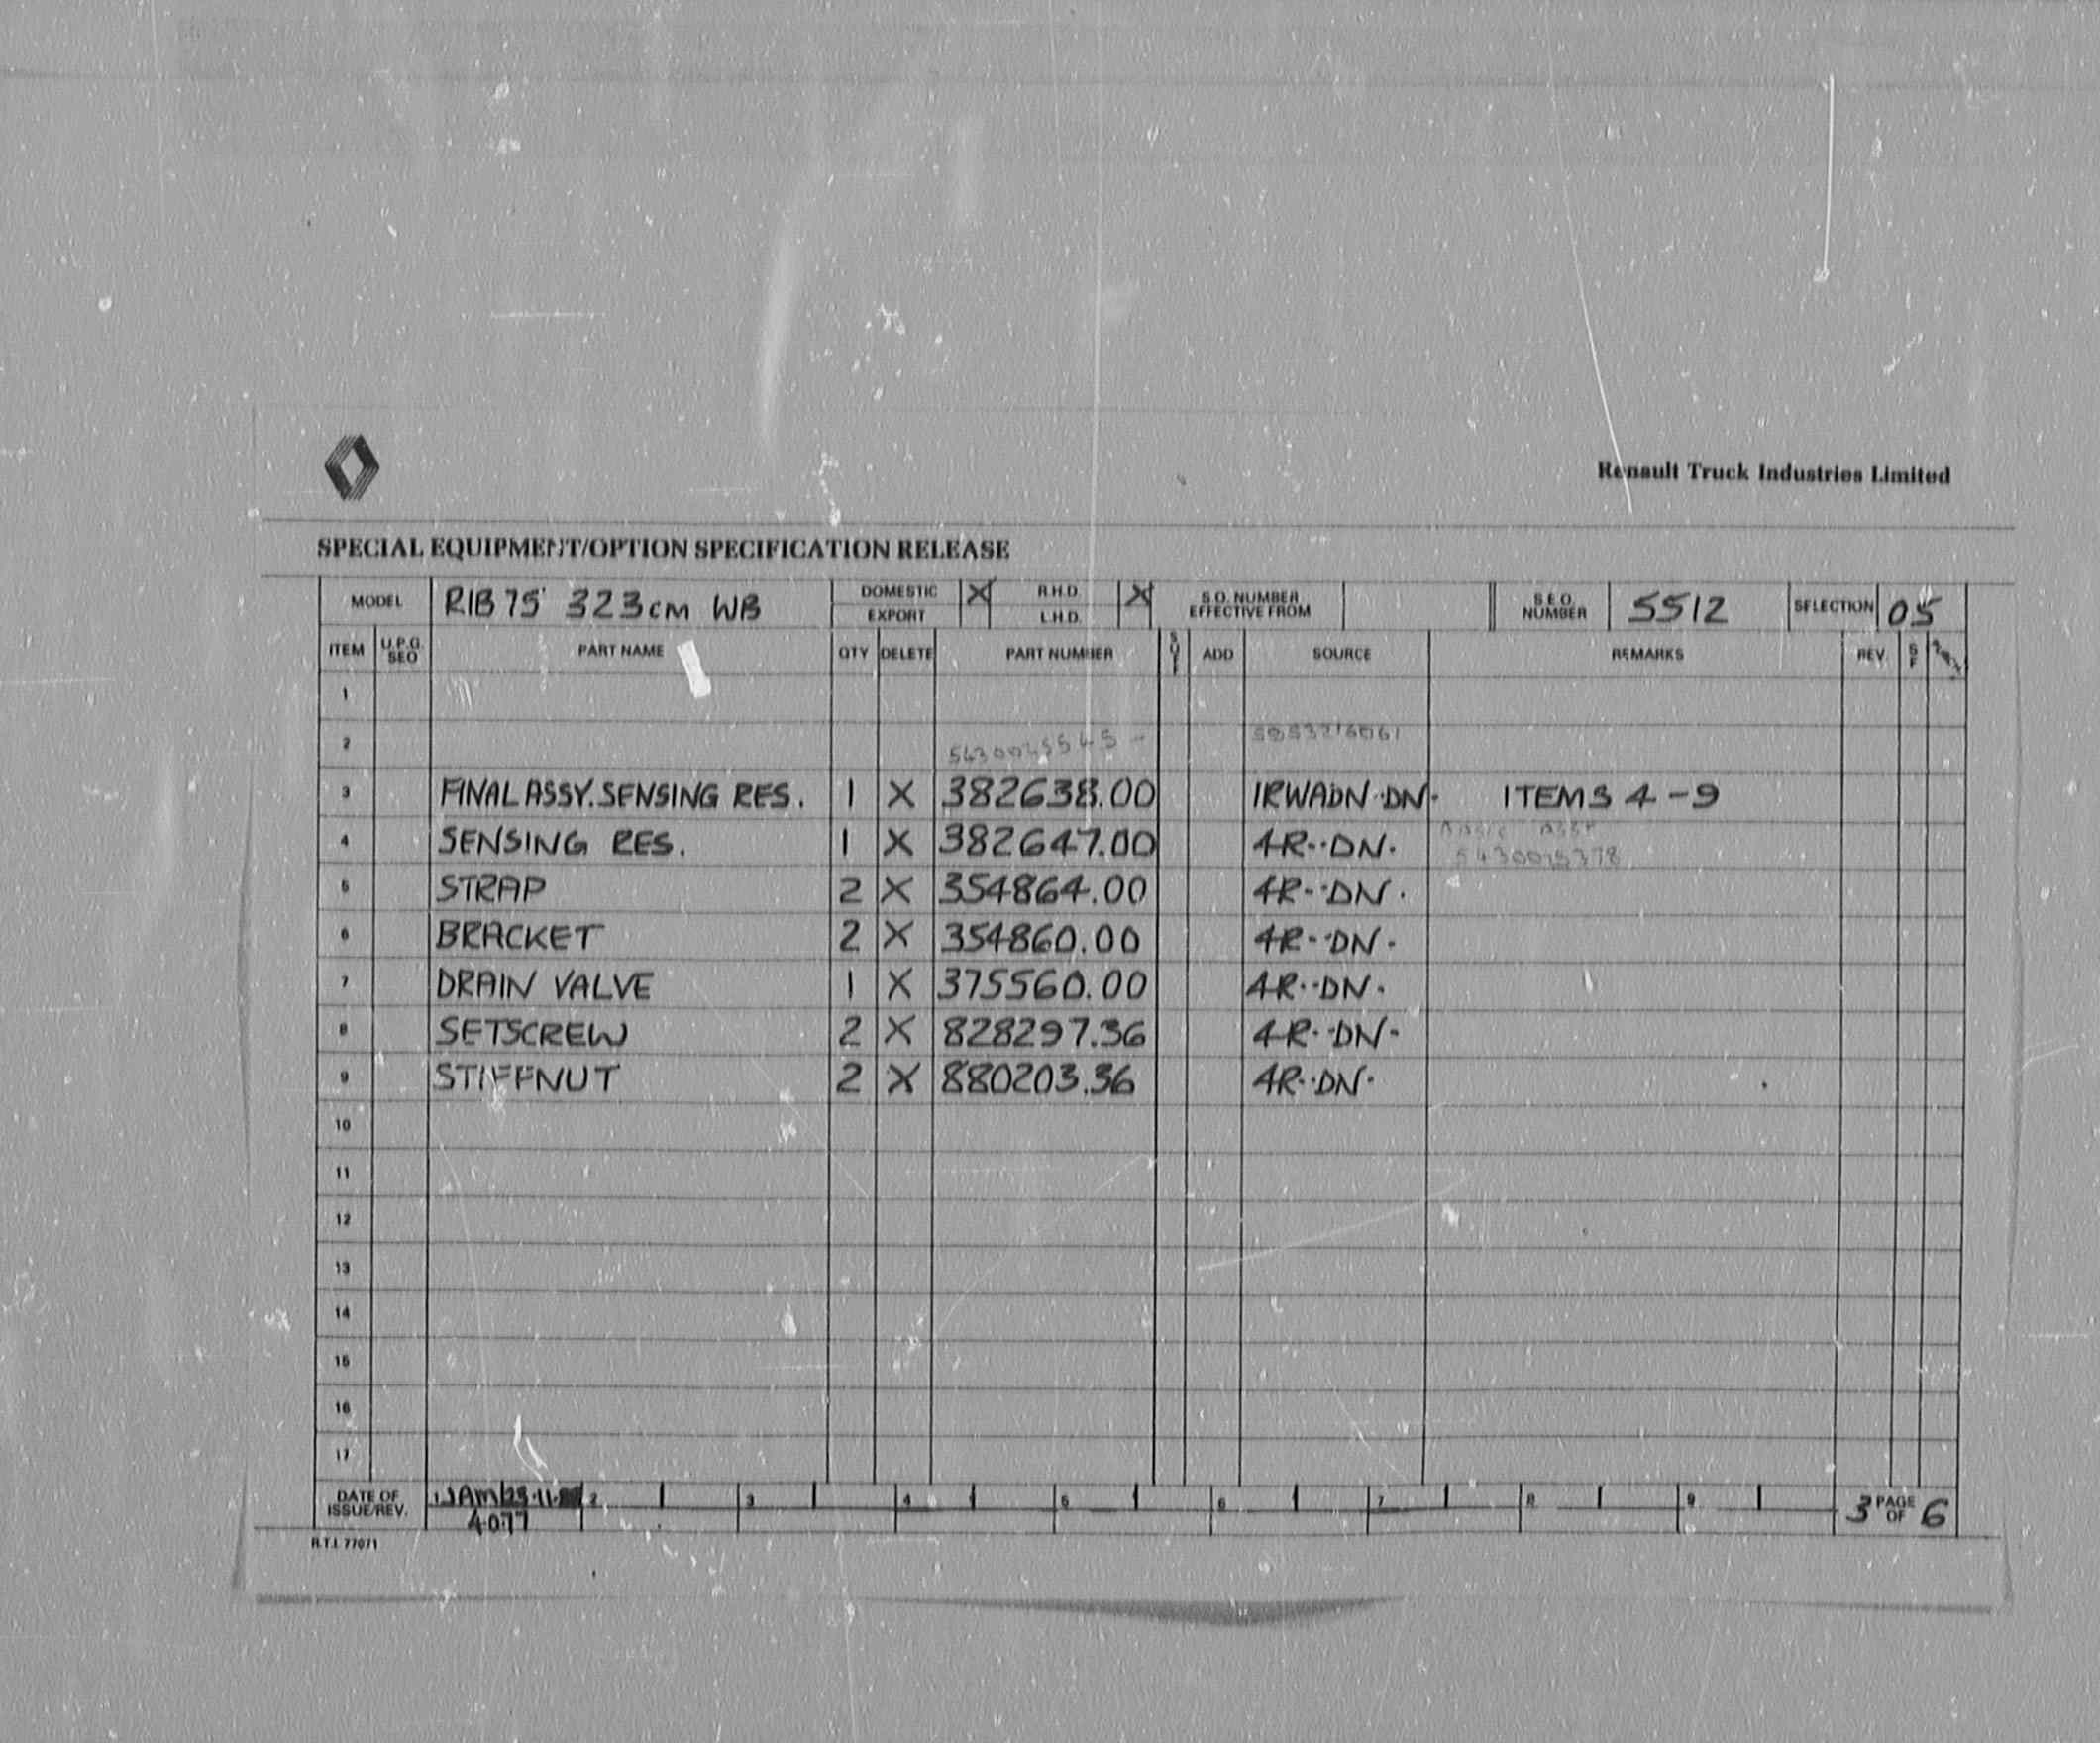 Renault Truck Industries Limited
SPECIAL EQUIPMENT/OPTION SPECIFICATION RELEASE
MODEL R1B75 323cm WB DOMESTIC X R.H.D. X S.O. NUMBER S.E.O. 5512 SELECTION 05
EXPORT L.H.D. EFFECTIVE FROM NUMBER
ITEM U.P.G. SEO PART NAME QTY DELETE PART NUMBER ADD SOURCE REMARKS REV. S F
1
2
3 FINAL ASSY. SENSING RES. 1 X 382638.00 IRWADN·DN· ITEMS 4-9
4 SENSING RES. 1 X 382647.00 4R··DN.
5 STRAP 2 X 354864.00 4R··DN.
6 BRACKET 2 X 354860.00 4R··DN.
7 DRAIN VALVE 1 X 375560.00 4R··DN.
8 SETSCREW 2 X 828297.36 4R··DN.
9 STIFFNUT 2 X 880203.36 4R··DN.
10
11
12
13
14
15
16
17
DATE OF 1 JAM 2 3 4 5 6 7 8 9 3 PAGE 6
ISSUE/REV. 4077 OF
R.T.I. 77071